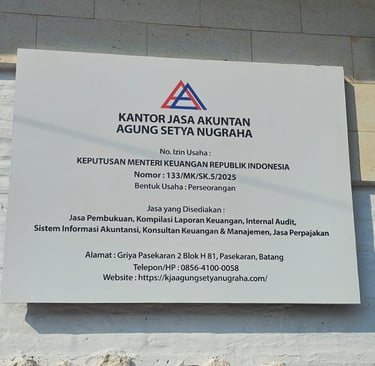 KANTOR JASA AKUNTAN
AGUNG SETYA NUGRAHA
No. Izin Usaha :
KEPUTUSAN MENTERI KEUANGAN REPUBLIK INDONESIA
Nomor : 133/MK/SK.5/2025
Bentuk Usaha : Perseorangan
Jasa yang Disediakan :
Jasa Pembukuan, Kompilasi Laporan Keuangan, Internal Audit,
Sistem Informasi Akuntansi, Konsultan Keuangan & Manajemen, Jasa Perpajakan
Alamat : Griya Pasekaran 2 Blok H 81, Pasekaran, Batang
Telepon/HP : 0856-4100-0058
Website : https://kjaagungsetyanugraha.com/